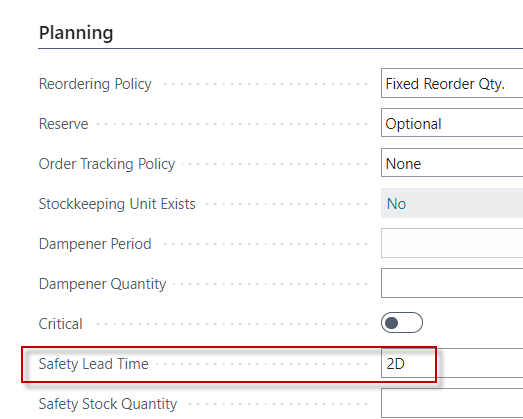 Planning
Reordering Policy Fixed Reorder Qty.
Reserve Optional
Order Tracking Policy None
Stockkeeping Unit Exists No
Dampener Period
Dampener Quantity
Critical
Safety Lead Time 2D
Safety Stock Quantity